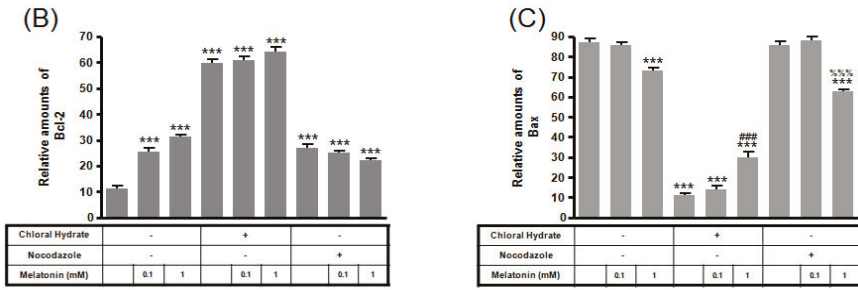 (B)
Relative amounts of
Bcl-2
70
60
50
40
30
20
10
0
***
***
***
***
***
***
***
***
Chloral Hydrate - + -
Nocodazole - - +
Melatonin (mM) 0.1 1 0.1 1 0.1 1
(C)
Relative amounts of
Bax
90
80
70
60
50
40
30
20
10
0
***
***
***
###
***
%%%
***
Chloral Hydrate - + -
Nocodazole - - +
Melatonin (mM) 0.1 1 0.1 1 0.1 1